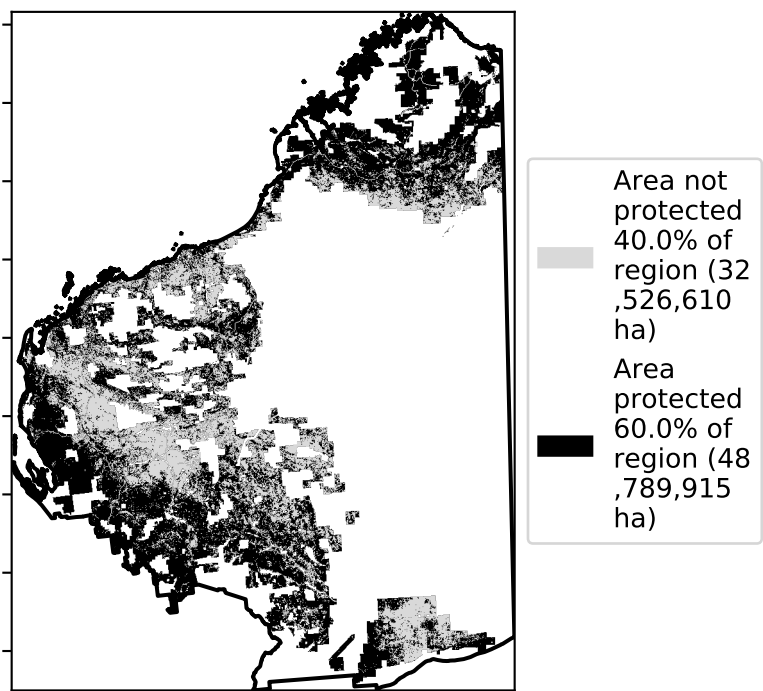 Area not
protected
40.0% of
region (32
,526,610
ha)
Area
protected
60.0% of
region (48
,789,915
ha)